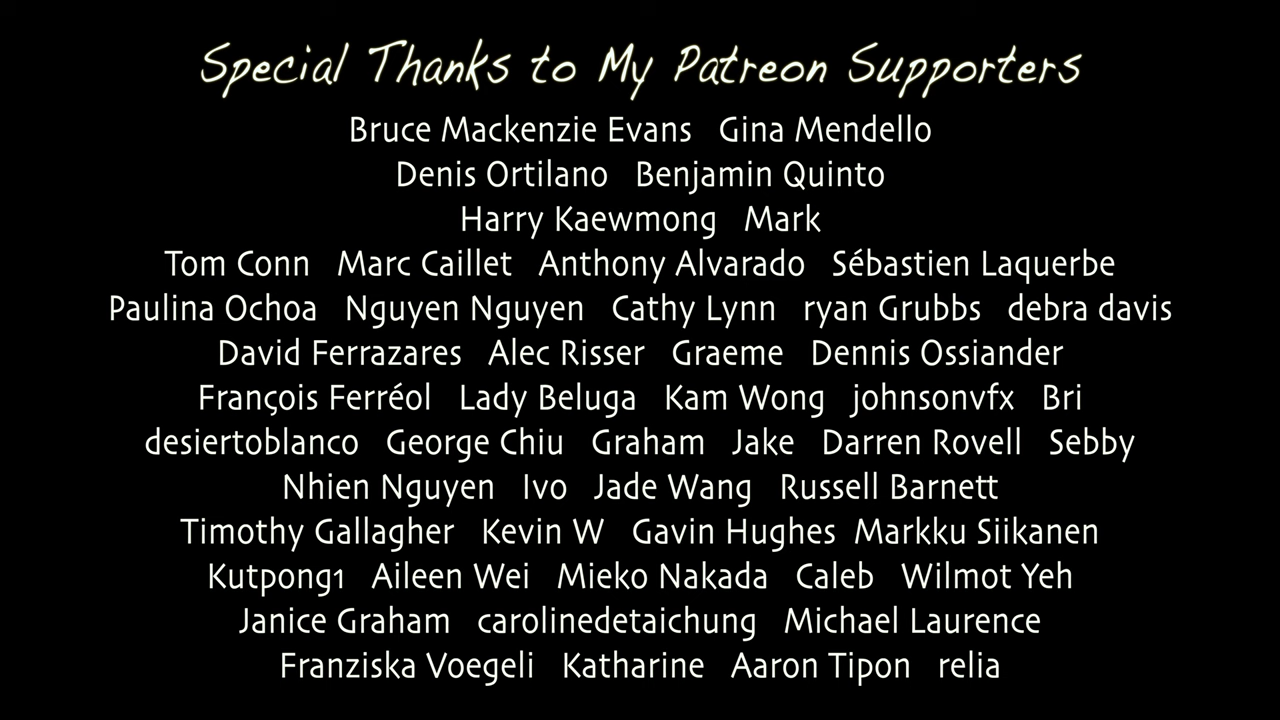 Special Thanks to My Patreon Supporters
Bruce Mackenzie Evans Gina Mendello
Denis Ortilano Benjamin Quinto
Harry Kaewmong Mark
Tom Conn Marc Caillet Anthony Alvarado Sébastien Laquerbe
Paulina Ochoa Nguyen Nguyen Cathy Lynn ryan Grubbs debra davis
David Ferrazares Alec Risser Graeme Dennis Ossiander
François Ferréol Lady Beluga Kam Wong johnsonvfx Bri
desiertoblanco George Chiu Graham Jake Darren Rovell Sebby
Nhien Nguyen Ivo Jade Wang Russell Barnett
Timothy Gallagher Kevin W Gavin Hughes Markku Siikanen
Kutpong1 Aileen Wei Mieko Nakada Caleb Wilmot Yeh
Janice Graham carolinedetaichung Michael Laurence
Franziska Voegeli Katharine Aaron Tipon relia